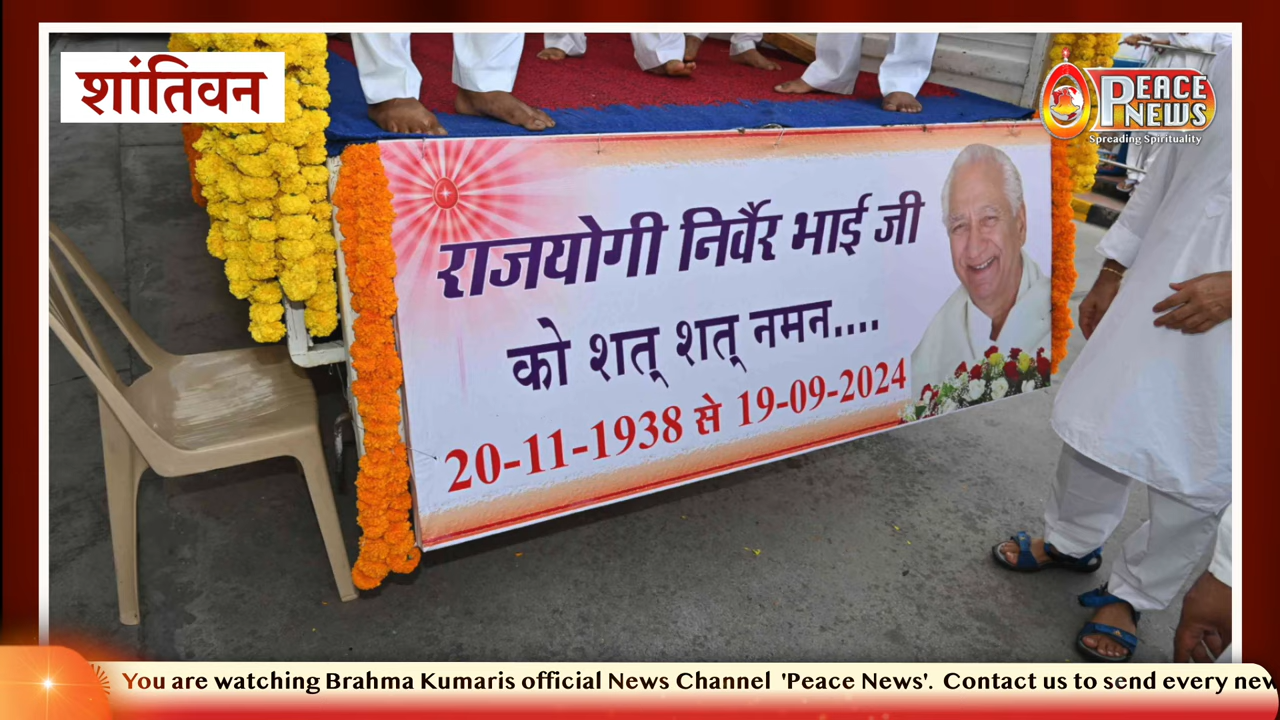 शांतिवन
PEACE
NEWS
Spreading Spirituality
राजयोगी निर्वैर भाई जी
को शत् शत् नमन....
20-11-1938 से 19-09-2024
You are watching Brahma Kumaris official News Channel 'Peace News'. Contact us to send every new